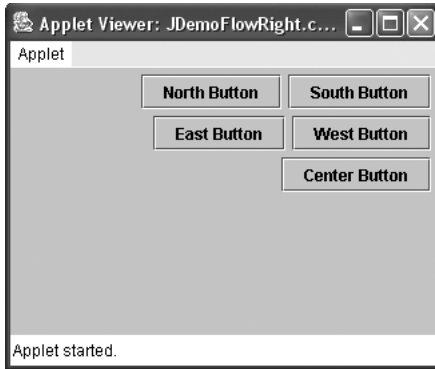 Applet Viewer: JDemoFlowRight.c...
Applet
North Button South Button
East Button West Button
Center Button
Applet started.